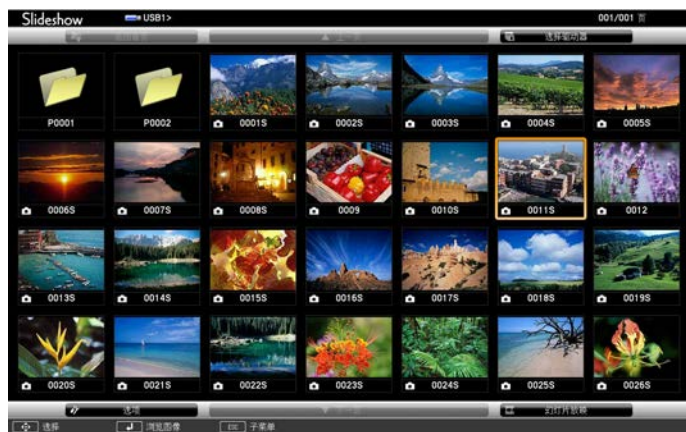 Slideshow USB1> 001/001 页
选择驱动器
P0001 P0002 0001S 0002S 0003S 0004S 0005S
0006S 0007S 0008S 0009 0010S 0011S 0012
0013S 0014S 0015S 0016S 0017S 0018S 0019S
0020S 0021S 0022S 0023S 0024S 0025S 0026S
选项 幻灯片放映
选择 浏览图像 ESC 子菜单